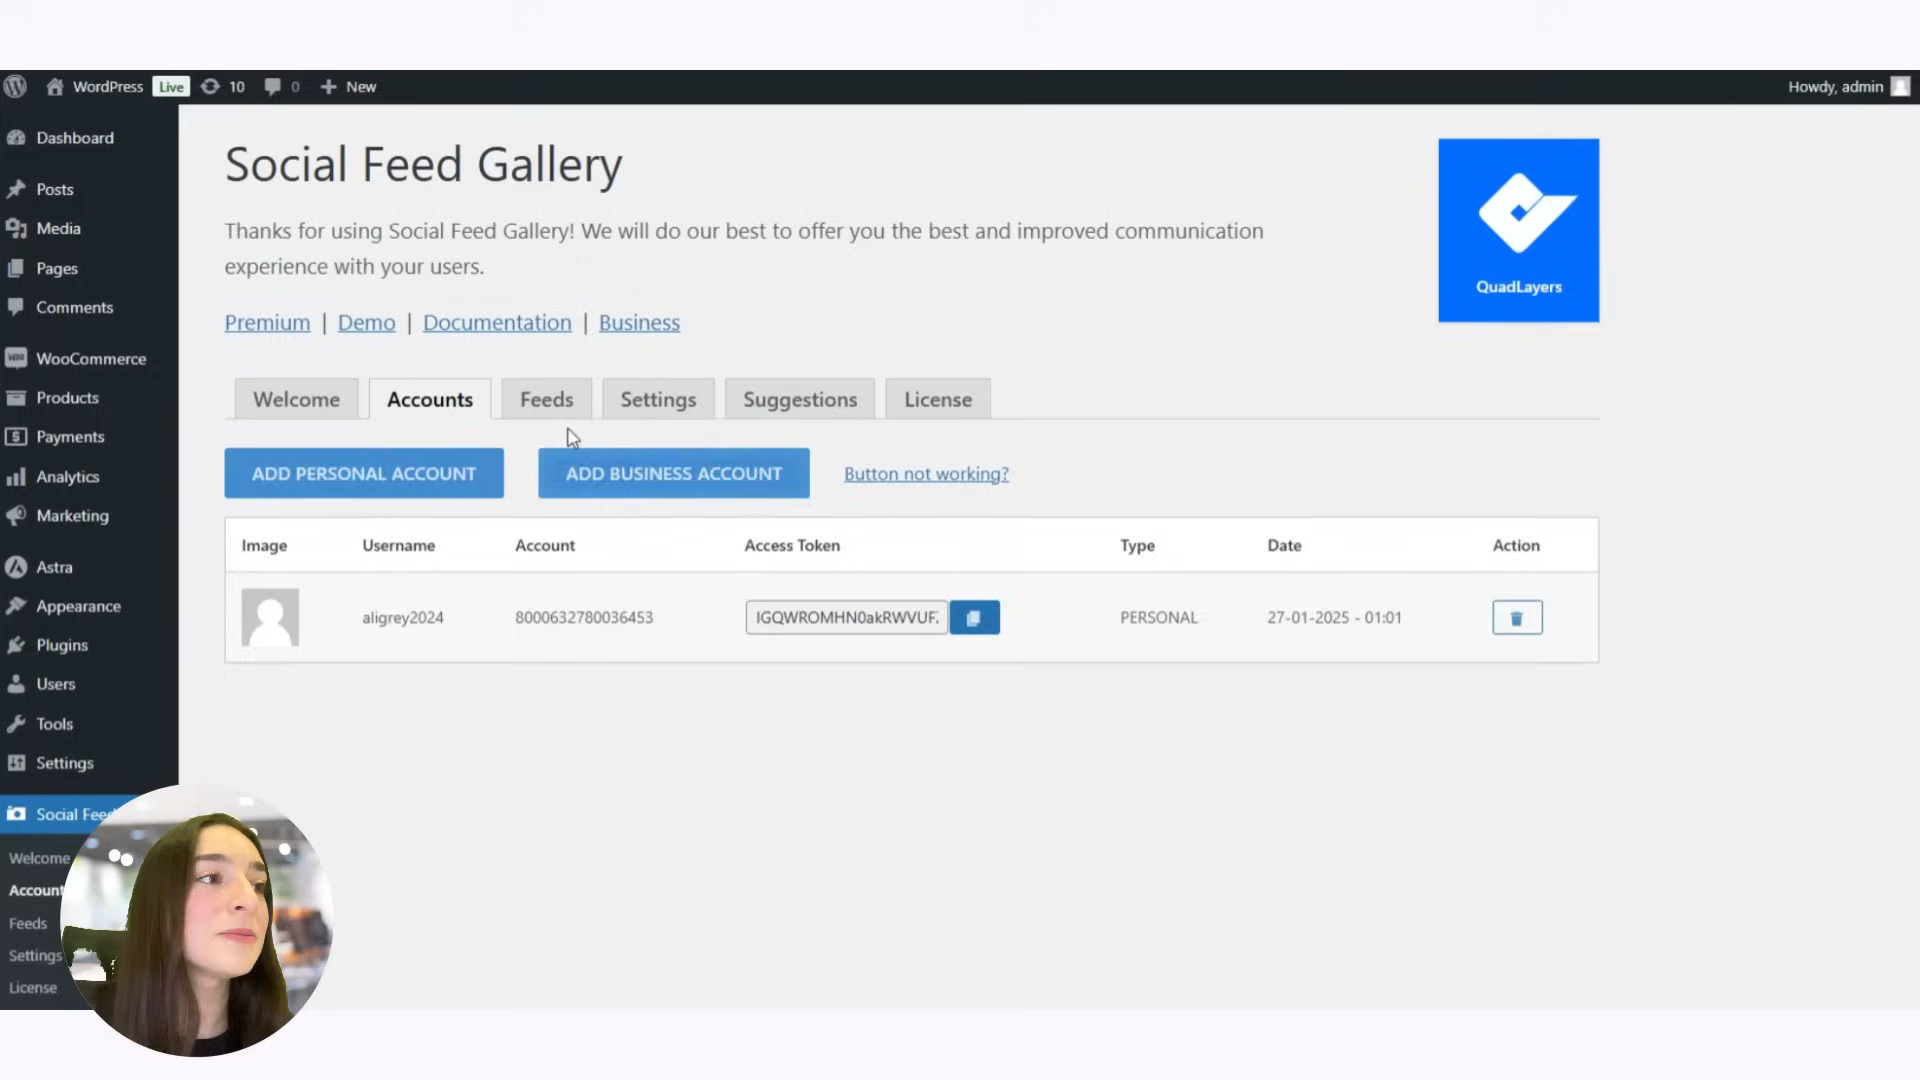 WordPress Live 10 0 New Howdy, admin
Dashboard
Posts
Media
Pages
Comments
WooCommerce
Products
Payments
Analytics
Marketing
Astra
Appearance
Plugins
Users
Tools
Settings
Social Feed
Welcome
Account
Feeds
Settings
License
Social Feed Gallery
Thanks for using Social Feed Gallery! We will do our best to offer you the best and improved communication
experience with your users.
Premium | Demo | Documentation | Business
QuadLayers
Welcome Accounts Feeds Settings Suggestions License
ADD PERSONAL ACCOUNT ADD BUSINESS ACCOUNT Button not working?
Image Username Account Access Token Type Date Action
aligrey2024 8000632780036453 IGQWROMHN0akRWVUF. PERSONAL 27-01-2025 - 01:01